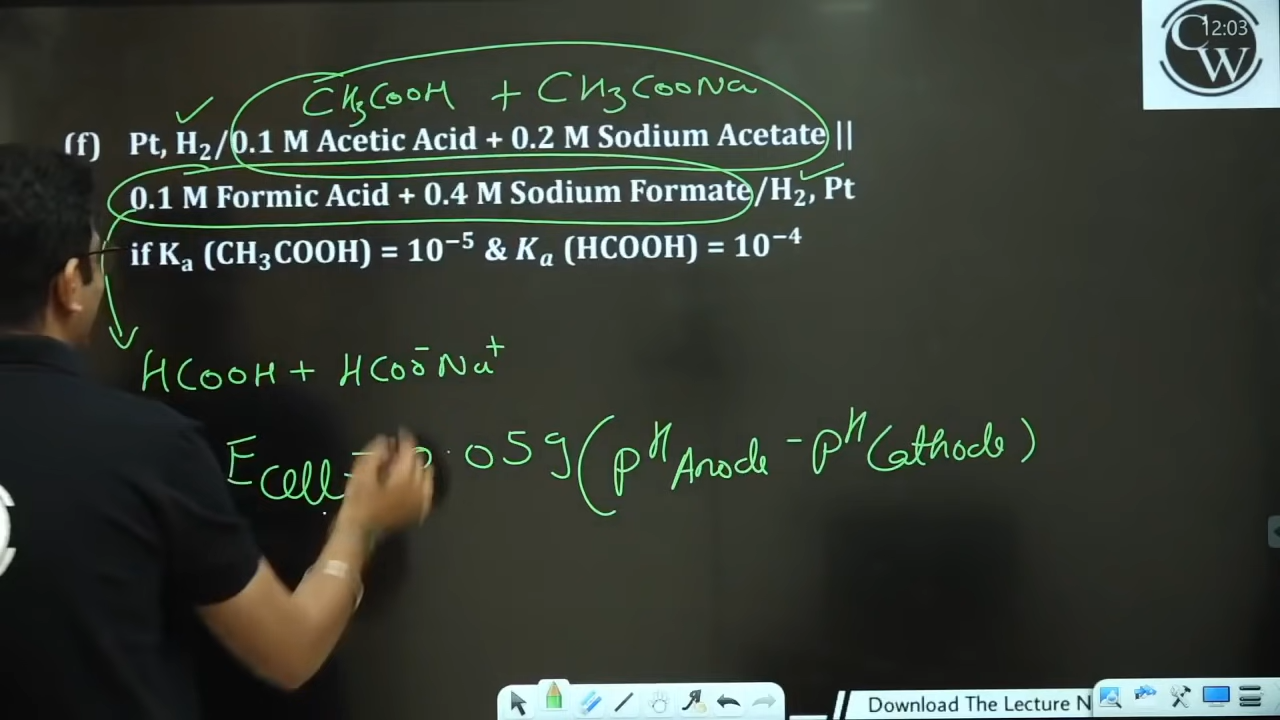 CW 12:03
CH3COOH + CH3COONa
(f) Pt, H₂/0.1 M Acetic Acid + 0.2 M Sodium Acetate ||
0.1 M Formic Acid + 0.4 M Sodium Formate/H₂, Pt
if Kₐ (CH₃COOH) = 10⁻⁵ & Kₐ (HCOOH) = 10⁻⁴
HCOOH + HCOO⁻Na⁺
Ecell = 0.059(pH Anode - pH Cathode)
Download The Lecture N